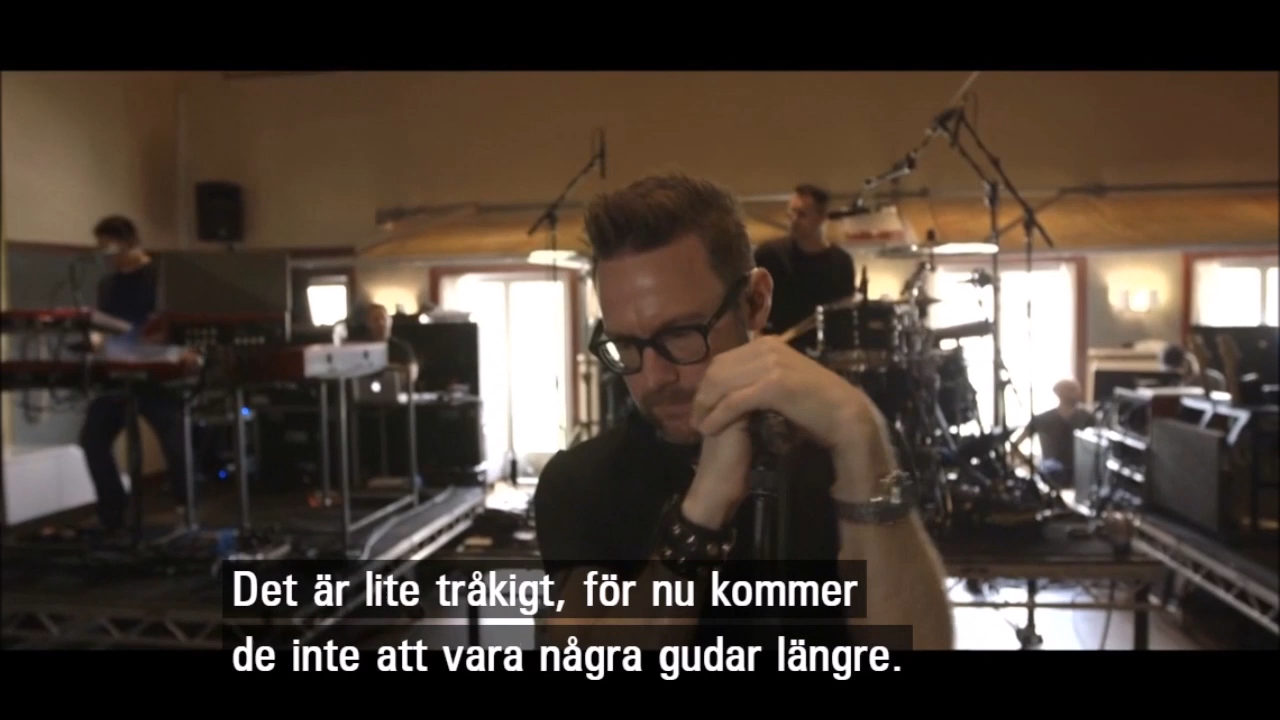 Det är lite tråkigt, för nu kommer
de inte att vara några gudar längre.